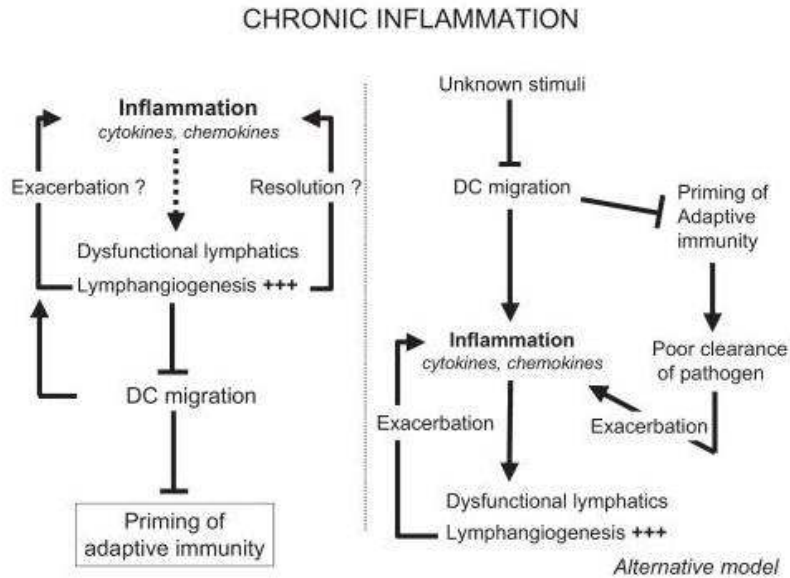 CHRONIC INFLAMMATION
Inflammation
cytokines, chemokines
Exacerbation ?
Resolution ?
Dysfunctional lymphatics
Lymphangiogenesis +++
DC migration
Priming of
adaptive immunity
Unknown stimuli
DC migration
Priming of
Adaptive
immunity
Inflammation
cytokines, chemokines
Poor clearance
of pathogen
Exacerbation
Exacerbation
Dysfunctional lymphatics
Lymphangiogenesis +++
Alternative model